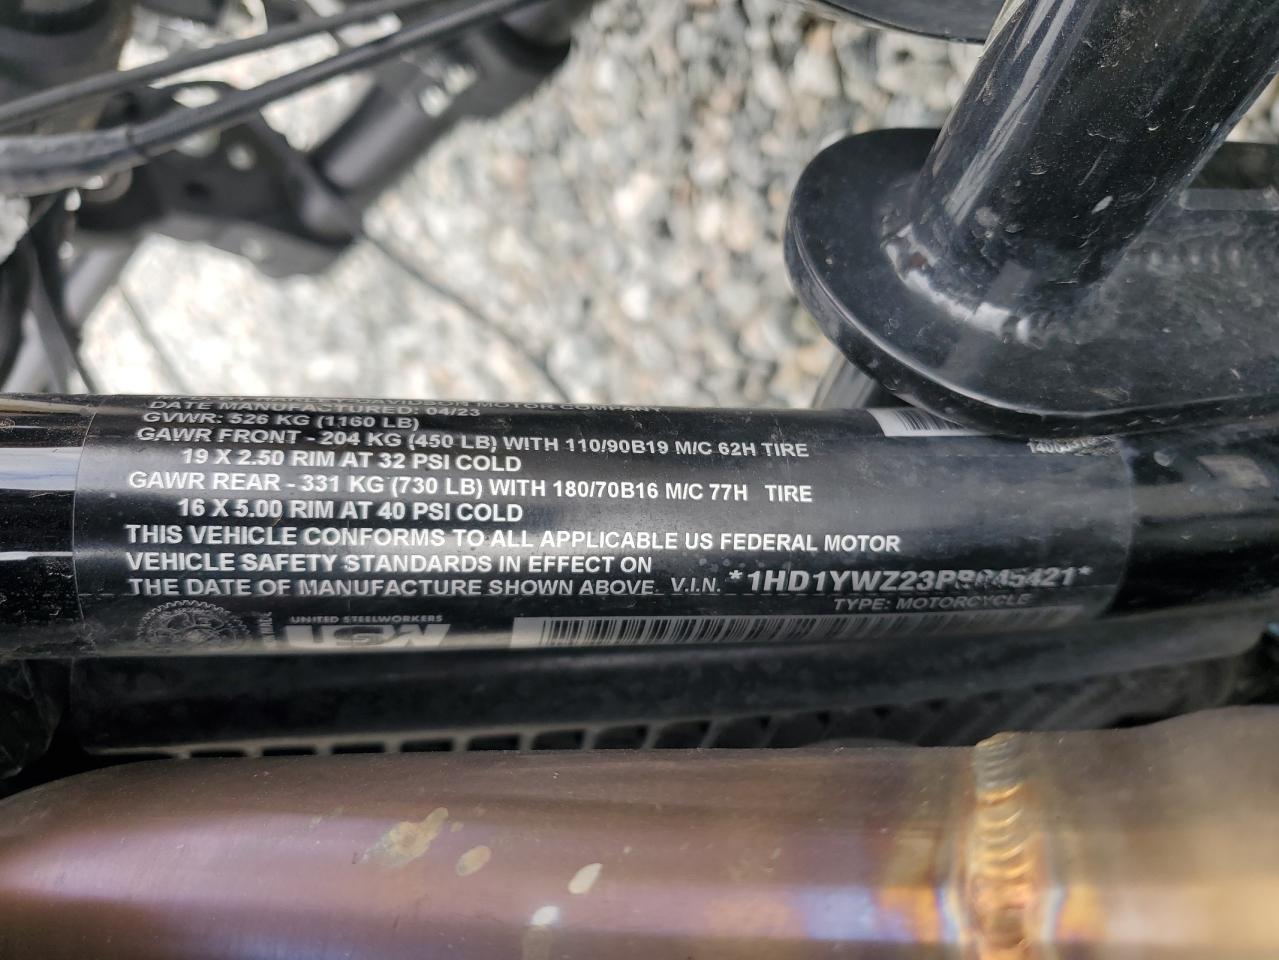 DAVIDSON MOTOR COMPANY
DATE MANUFACTURED: 04/23
GVWR: 526 KG (1160 LB)
GAWR FRONT - 204 KG (450 LB) WITH 110/90B19 M/C 62H TIRE
19 X 2.50 RIM AT 32 PSI COLD
GAWR REAR - 331 KG (730 LB) WITH 180/70B16 M/C 77H TIRE
16 X 5.00 RIM AT 40 PSI COLD
THIS VEHICLE CONFORMS TO ALL APPLICABLE US FEDERAL MOTOR
VEHICLE SAFETY STANDARDS IN EFFECT ON
THE DATE OF MANUFACTURE SHOWN ABOVE. V.I.N.
TYPE: MOTORCYCLE
UNITED STEELWORKERS